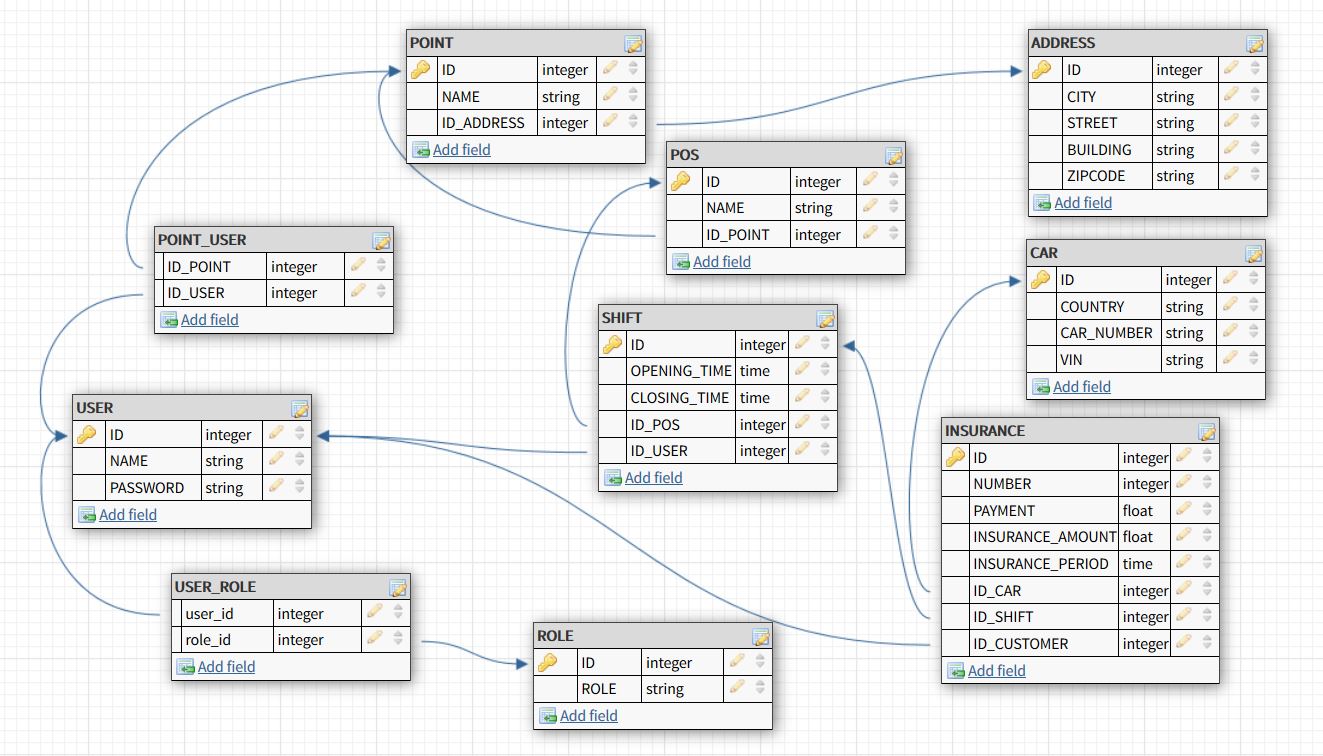 POINT
ID integer
NAME string
ID_ADDRESS integer
Add field
ADDRESS
ID integer
CITY string
STREET string
BUILDING string
ZIPCODE string
Add field
POS
ID integer
NAME string
ID_POINT integer
Add field
POINT_USER
ID_POINT integer
ID_USER integer
Add field
CAR
ID integer
COUNTRY string
CAR_NUMBER string
VIN string
Add field
SHIFT
ID integer
OPENING_TIME time
CLOSING_TIME time
ID_POS integer
ID_USER integer
Add field
USER
ID integer
NAME string
PASSWORD string
Add field
INSURANCE
ID integer
NUMBER integer
PAYMENT float
INSURANCE_AMOUNT float
INSURANCE_PERIOD time
ID_CAR integer
ID_SHIFT integer
ID_CUSTOMER integer
Add field
USER_ROLE
user_id integer
role_id integer
Add field
ROLE
ID integer
ROLE string
Add field